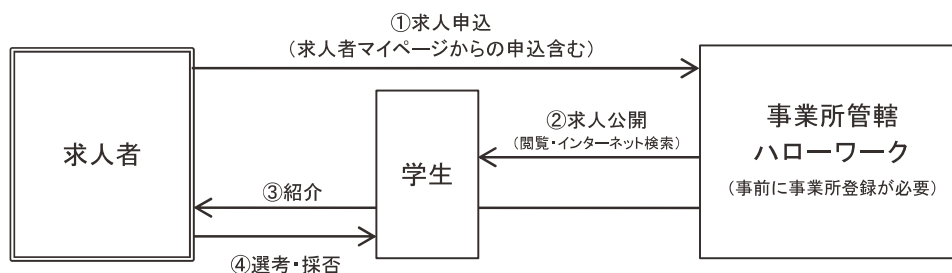 ①求人申込
(求人者マイページからの申込含む)
求人者
学生
②求人公開
(閲覧・インターネット検索)
事業所管轄
ハローワーク
(事前に事業所登録が必要)
③紹介
④選考・採否